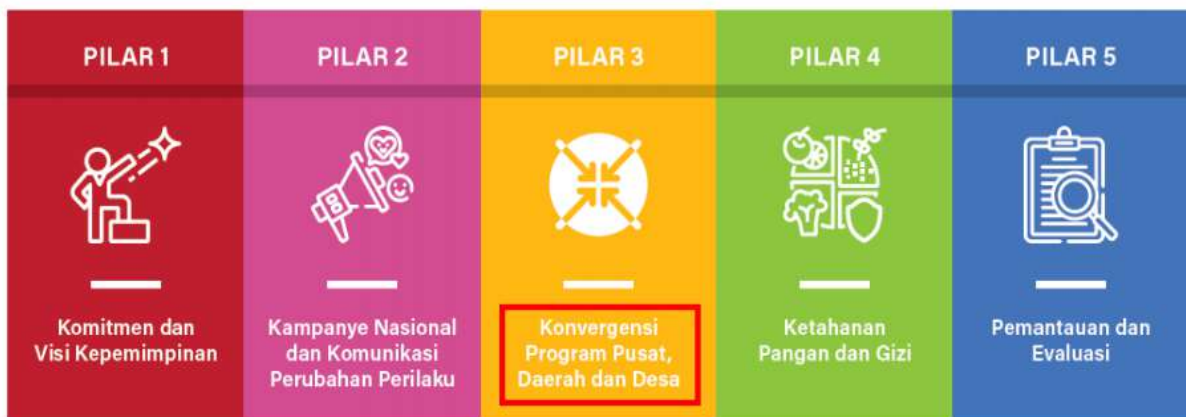 PILAR 1
Komitmen dan
Visi Kepemimpinan
PILAR 2
Kampanye Nasional
dan Komunikasi
Perubahan Perilaku
PILAR 3
Konvergensi
Program Pusat,
Daerah dan Desa
PILAR 4
Ketahanan
Pangan dan Gizi
PILAR 5
Pemantauan dan
Evaluasi